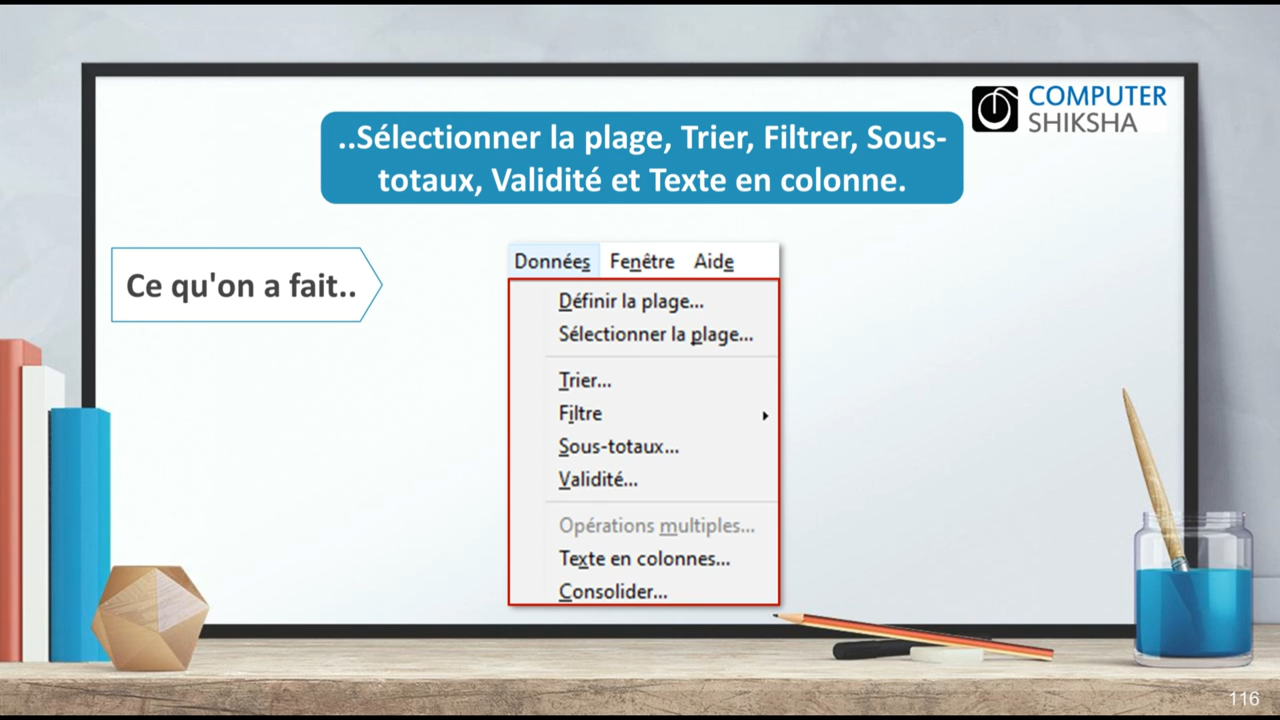 COMPUTER
SHIKSHA
..Sélectionner la plage, Trier, Filtrer, Sous-
totaux, Validité et Texte en colonne.
Ce qu'on a fait..
Données Fenêtre Aide
Définir la plage...
Sélectionner la plage...
Trier...
Filtre
Sous-totaux...
Validité...
Opérations multiples...
Texte en colonnes...
Consolider...
116